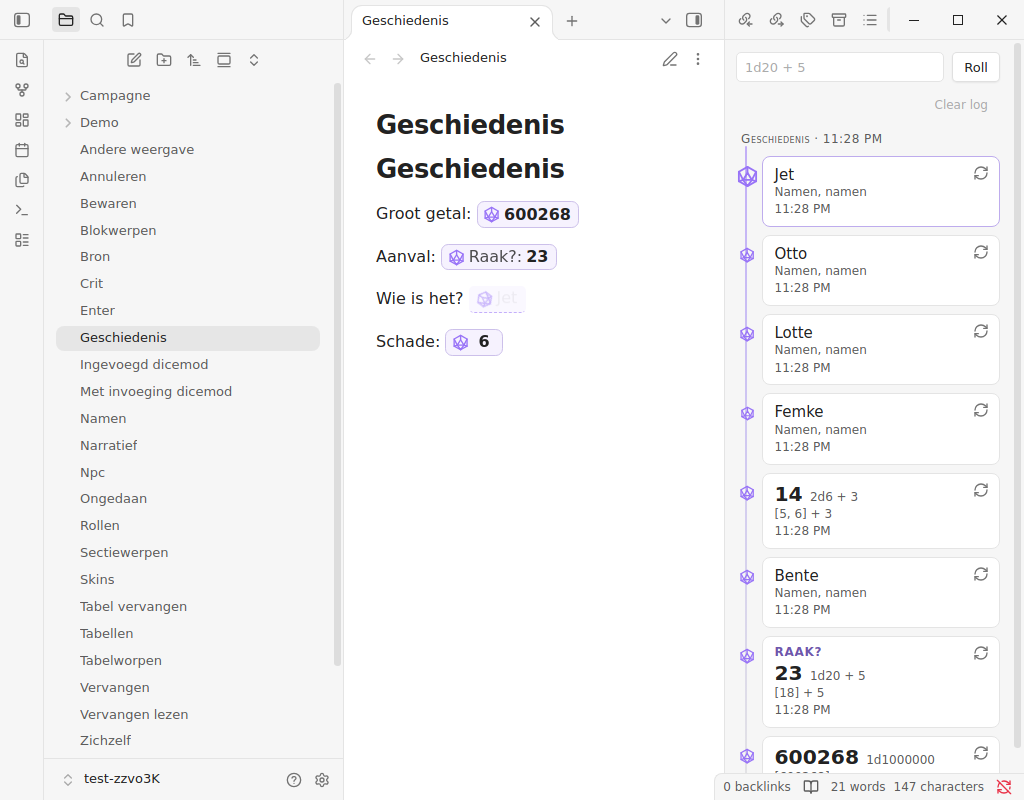 Geschiedenis
Geschiedenis
Campagne
Demo
Andere weergave
Annuleren
Bewaren
Blokwerpen
Bron
Crit
Enter
Geschiedenis
Ingevoegd dicemod
Met invoeging dicemod
Namen
Narratief
Npc
Ongedaan
Rollen
Sectiewerpen
Skins
Tabel vervangen
Tabellen
Tabelworpen
Vervangen
Vervangen lezen
Zichzelf
test-zzvo3K
Geschiedenis
Geschiedenis
Groot getal: 600268
Aanval: Raak?: 23
Wie is het? Jet
Schade: 6
1d20 + 5
Roll
Clear log
Geschiedenis · 11:28 PM
Jet
Namen, namen
11:28 PM
Otto
Namen, namen
11:28 PM
Lotte
Namen, namen
11:28 PM
Femke
Namen, namen
11:28 PM
14 2d6 + 3
[5, 6] + 3
11:28 PM
Bente
Namen, namen
11:28 PM
RAAK?
23 1d20 + 5
[18] + 5
11:28 PM
600268 1d1000000
0 backlinks 21 words 147 characters